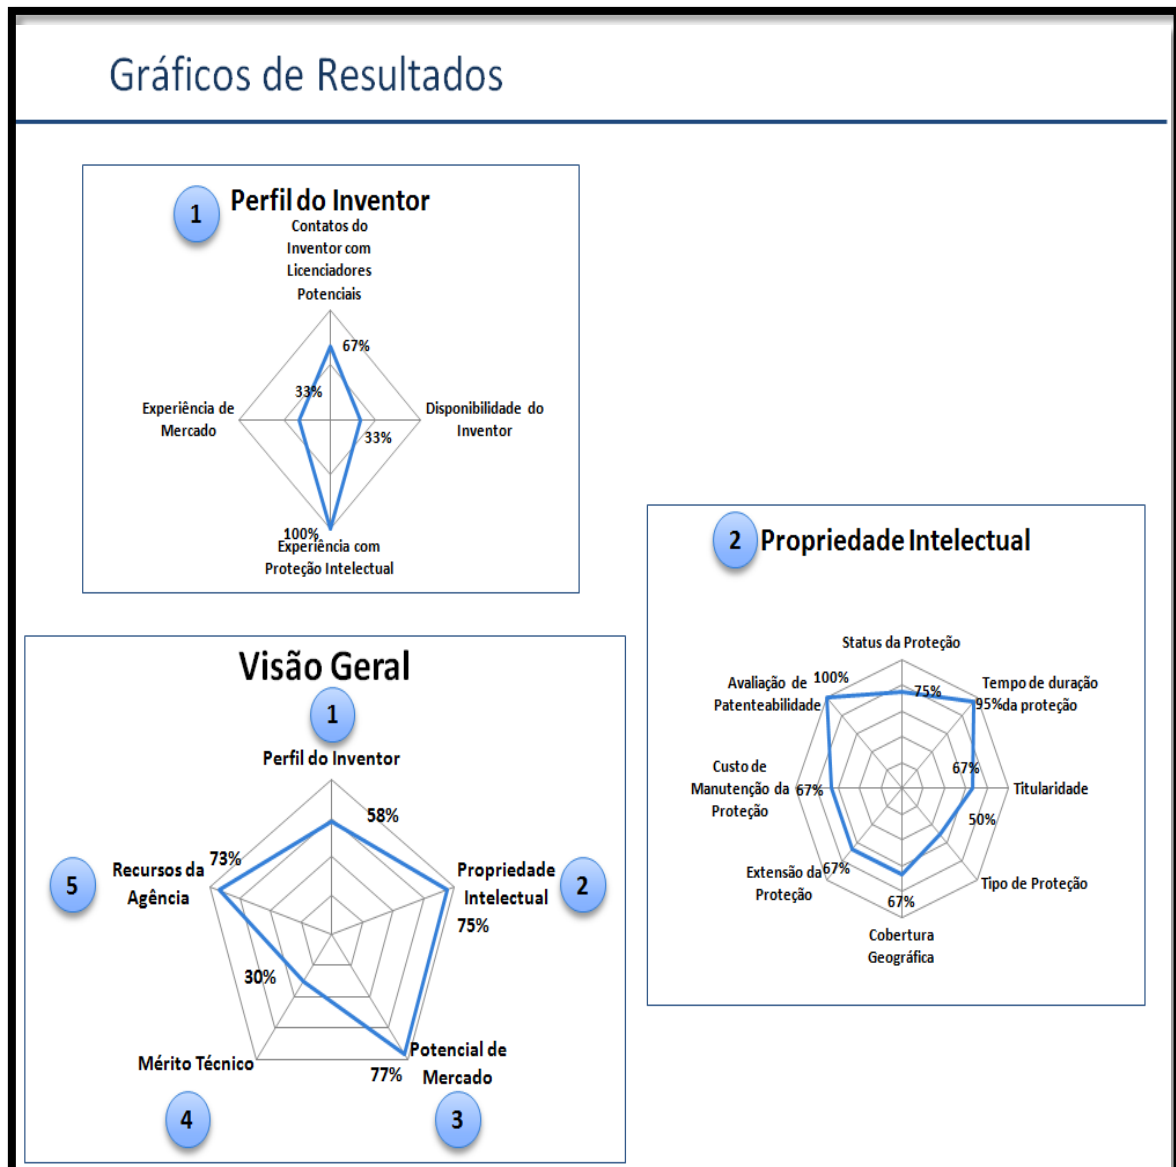 Gráficos de Resultados
1
Perfil do Inventor
Contatos do
Inventor com
Licenciadores
Potenciais
67%
33%
Experiência de
Mercado
Disponibilidade do
Inventor
33%
100%
Experiência com
Proteção Intelectual
2
Propriedade Intelectual
Status da Proteção
100%
Avaliação de
Patenteabilidade
75%
Tempo de duração
95%da proteção
Custo de
Manutenção da
Proteção
67%
67%
Titularidade
50%
Extensão da
Proteção
67%
Tipo de Proteção
67%
Cobertura
Geográfica
Visão Geral
1
Perfil do Inventor
58%
73%
Recursos da
Agência
5
Propriedade
Intelectual
2
75%
30%
Mérito Técnico
4
Potencial de
Mercado
77%
3